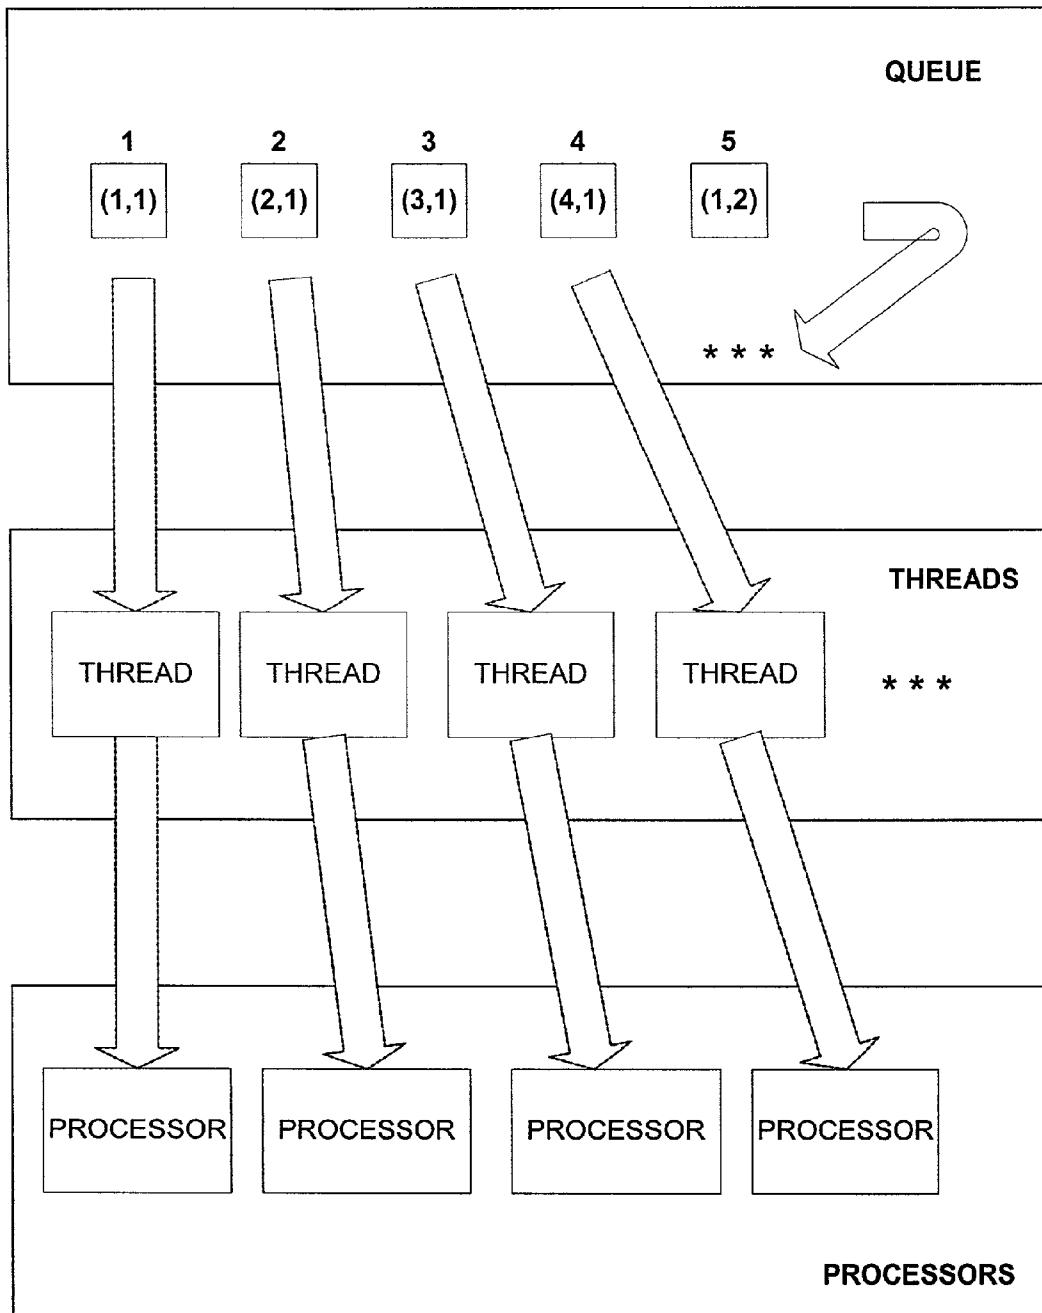 QUEUE
1 2 3 4 5
(1,1) (2,1) (3,1) (4,1) (1,2)
* * *
THREADS
THREAD THREAD THREAD THREAD * * *
PROCESSOR PROCESSOR PROCESSOR PROCESSOR
PROCESSORS